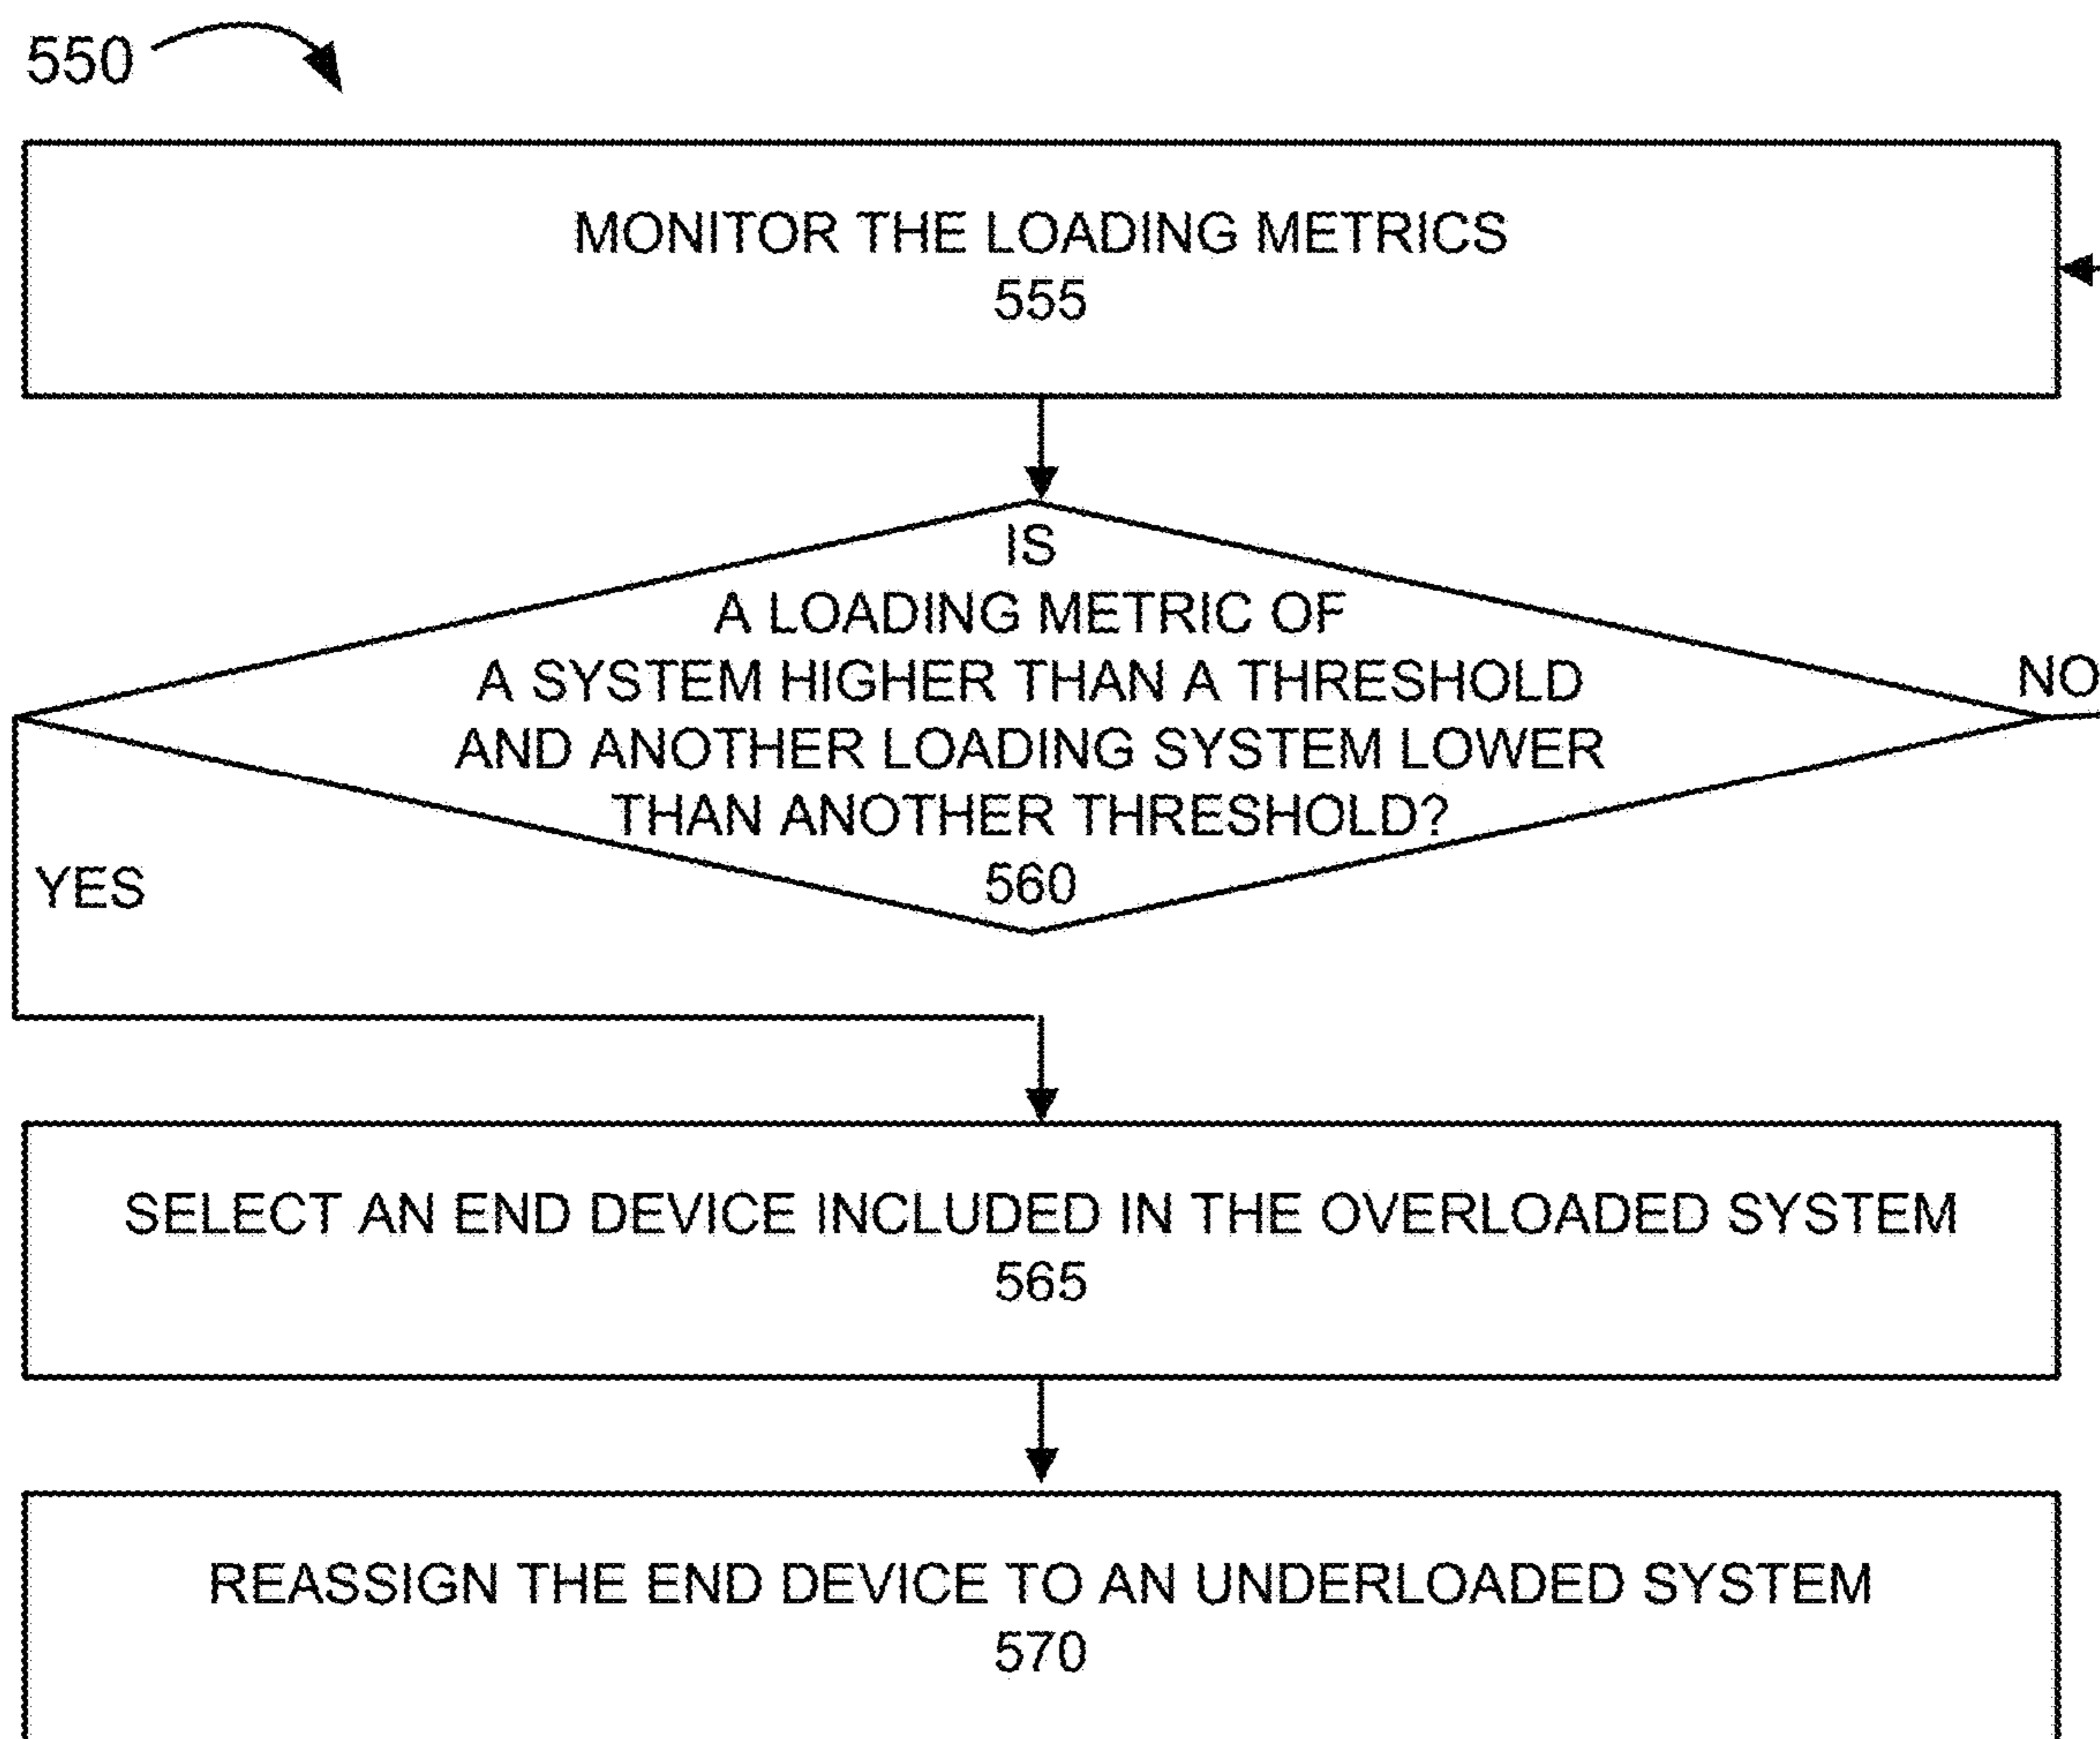 550
MONITOR THE LOADING METRICS
555
IS
A LOADING METRIC OF
A SYSTEM HIGHER THAN A THRESHOLD
AND ANOTHER LOADING SYSTEM LOWER
THAN ANOTHER THRESHOLD?
560
NO
YES
SELECT AN END DEVICE INCLUDED IN THE OVERLOADED SYSTEM
565
REASSIGN THE END DEVICE TO AN UNDERLOADED SYSTEM
570